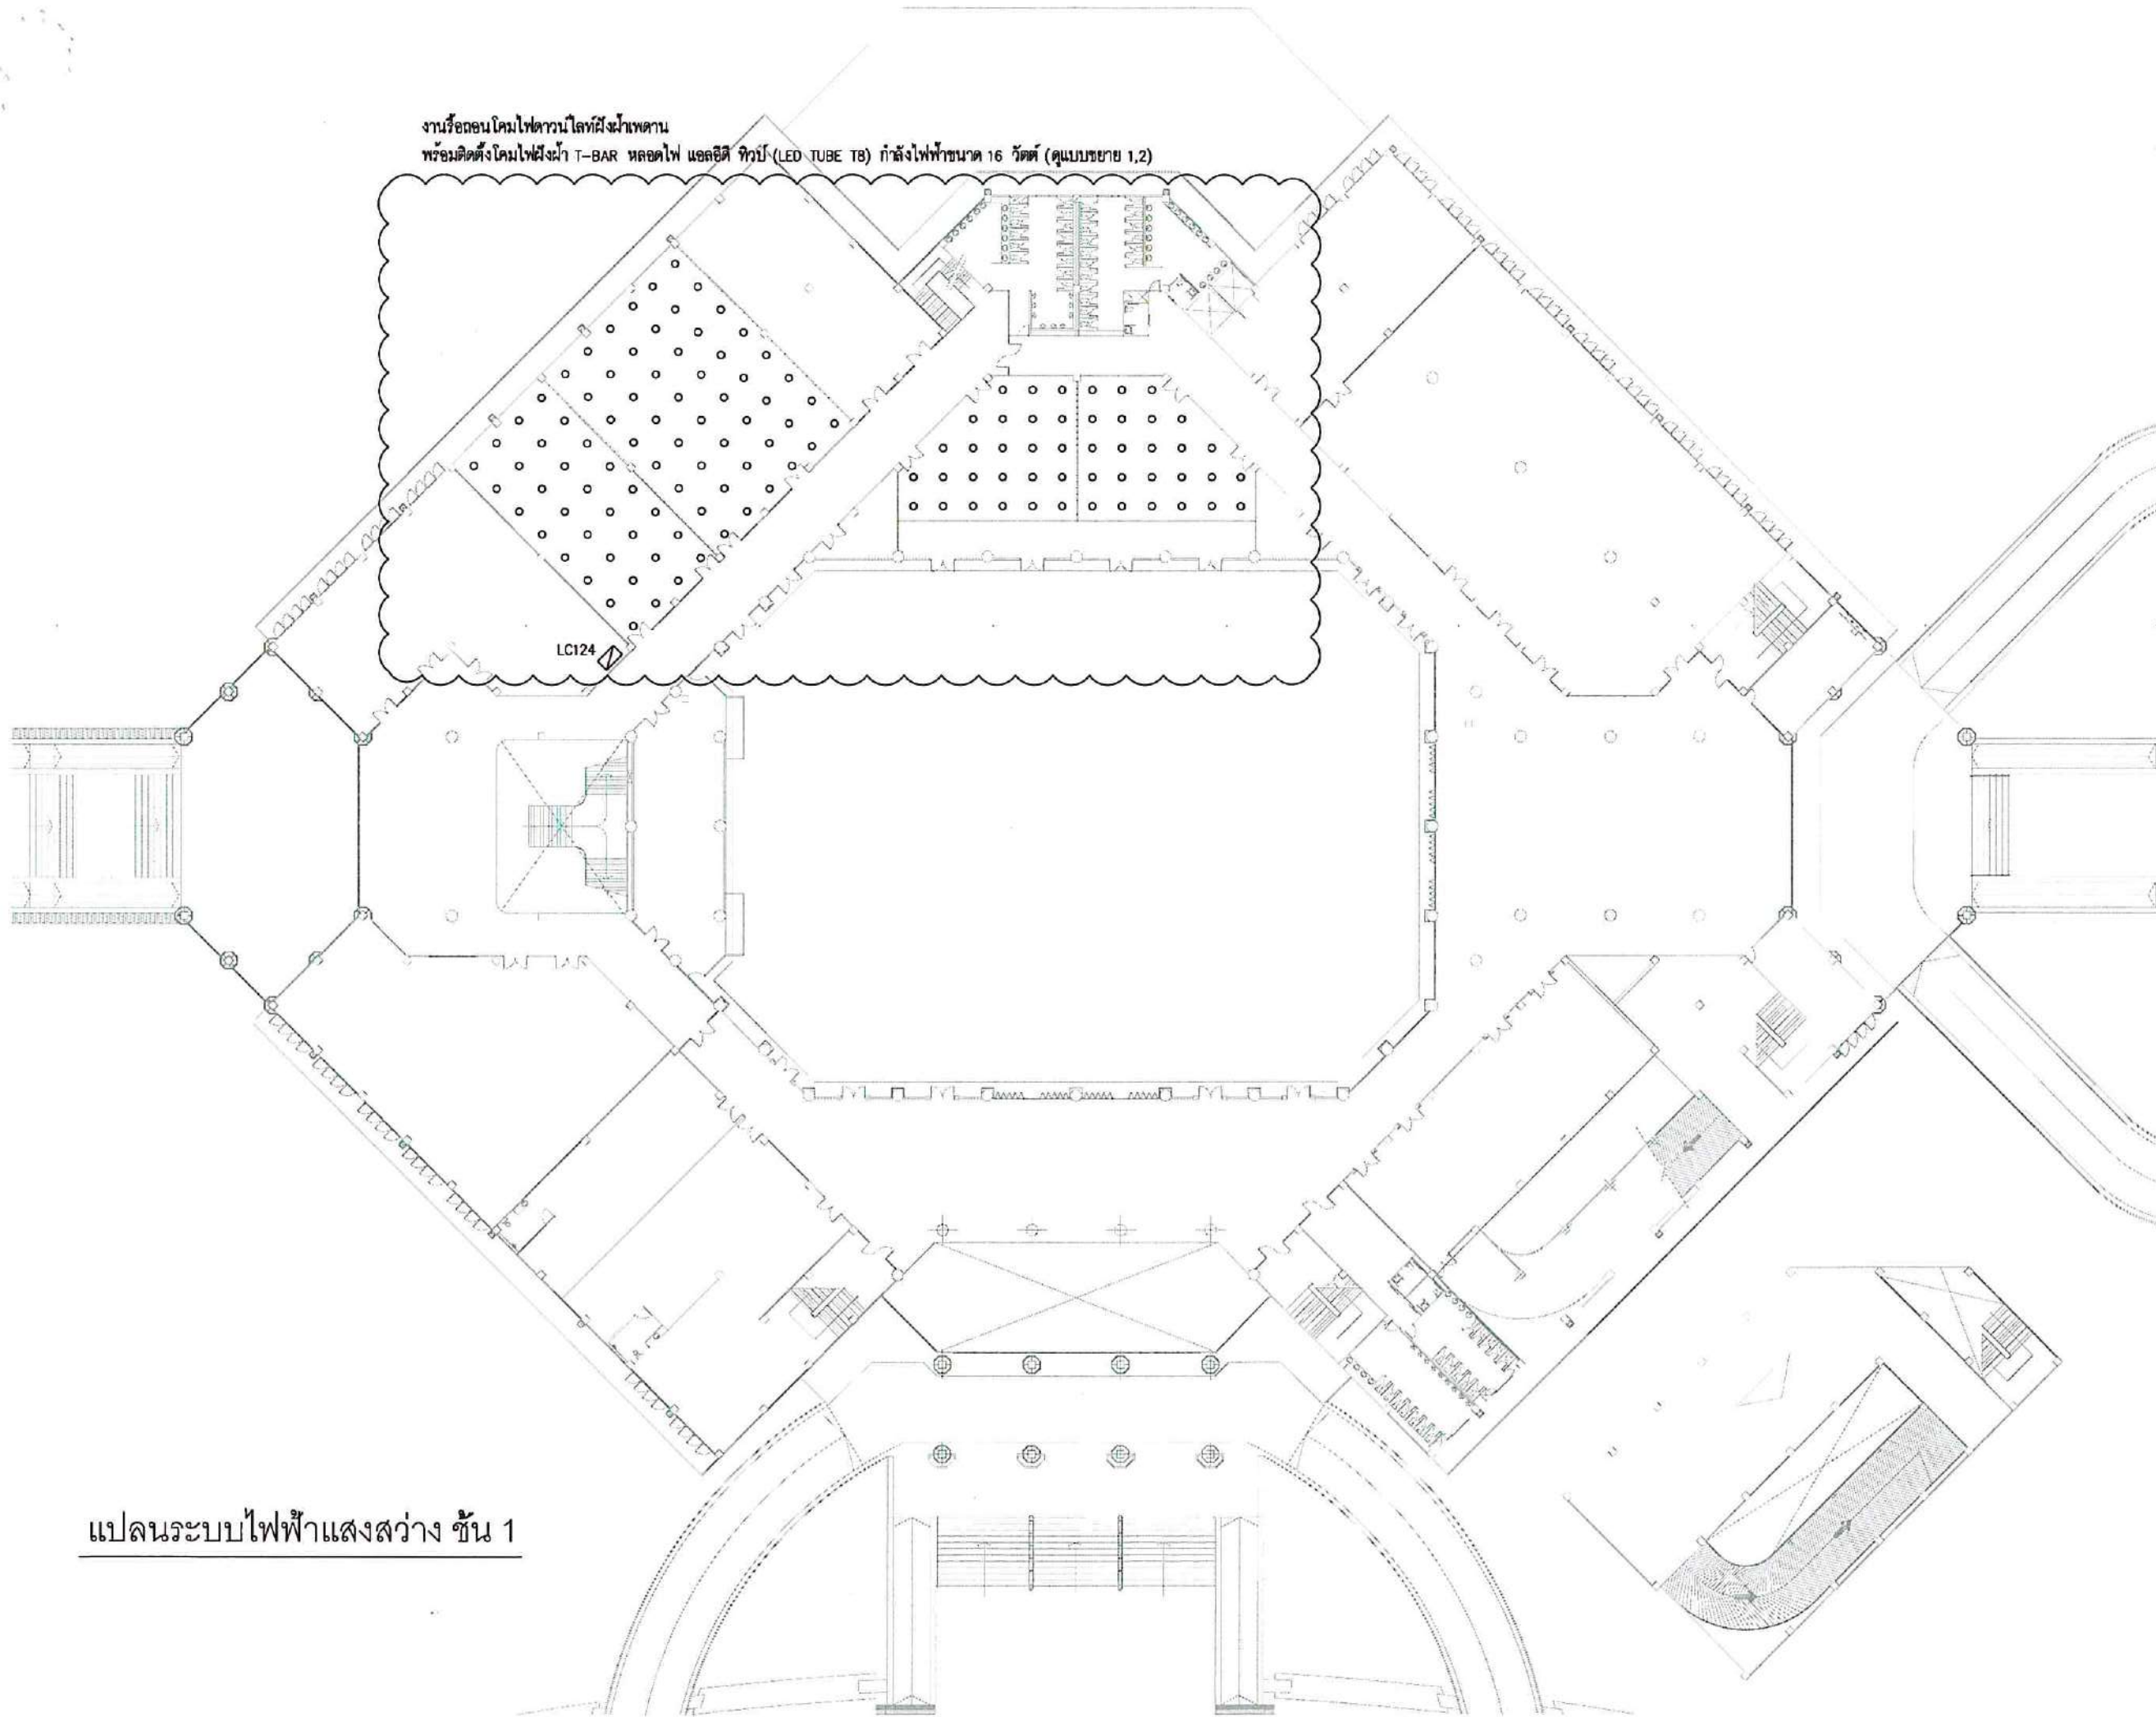 งานรื้อถอนโคมไฟดาวน์ไลท์ฝังฝ้าเพดาน
พร้อมติดตั้งโคมไฟฝังฝ้า T-BAR หลอดไฟ แอลอีดี ทิวป์ (LED TUBE T8) กำลังไฟฟ้าขนาด 16 วัตต์ (ดูแบบขยาย 1,2)
LC124
แปลนระบบไฟฟ้าแสงสว่าง ชั้น 1